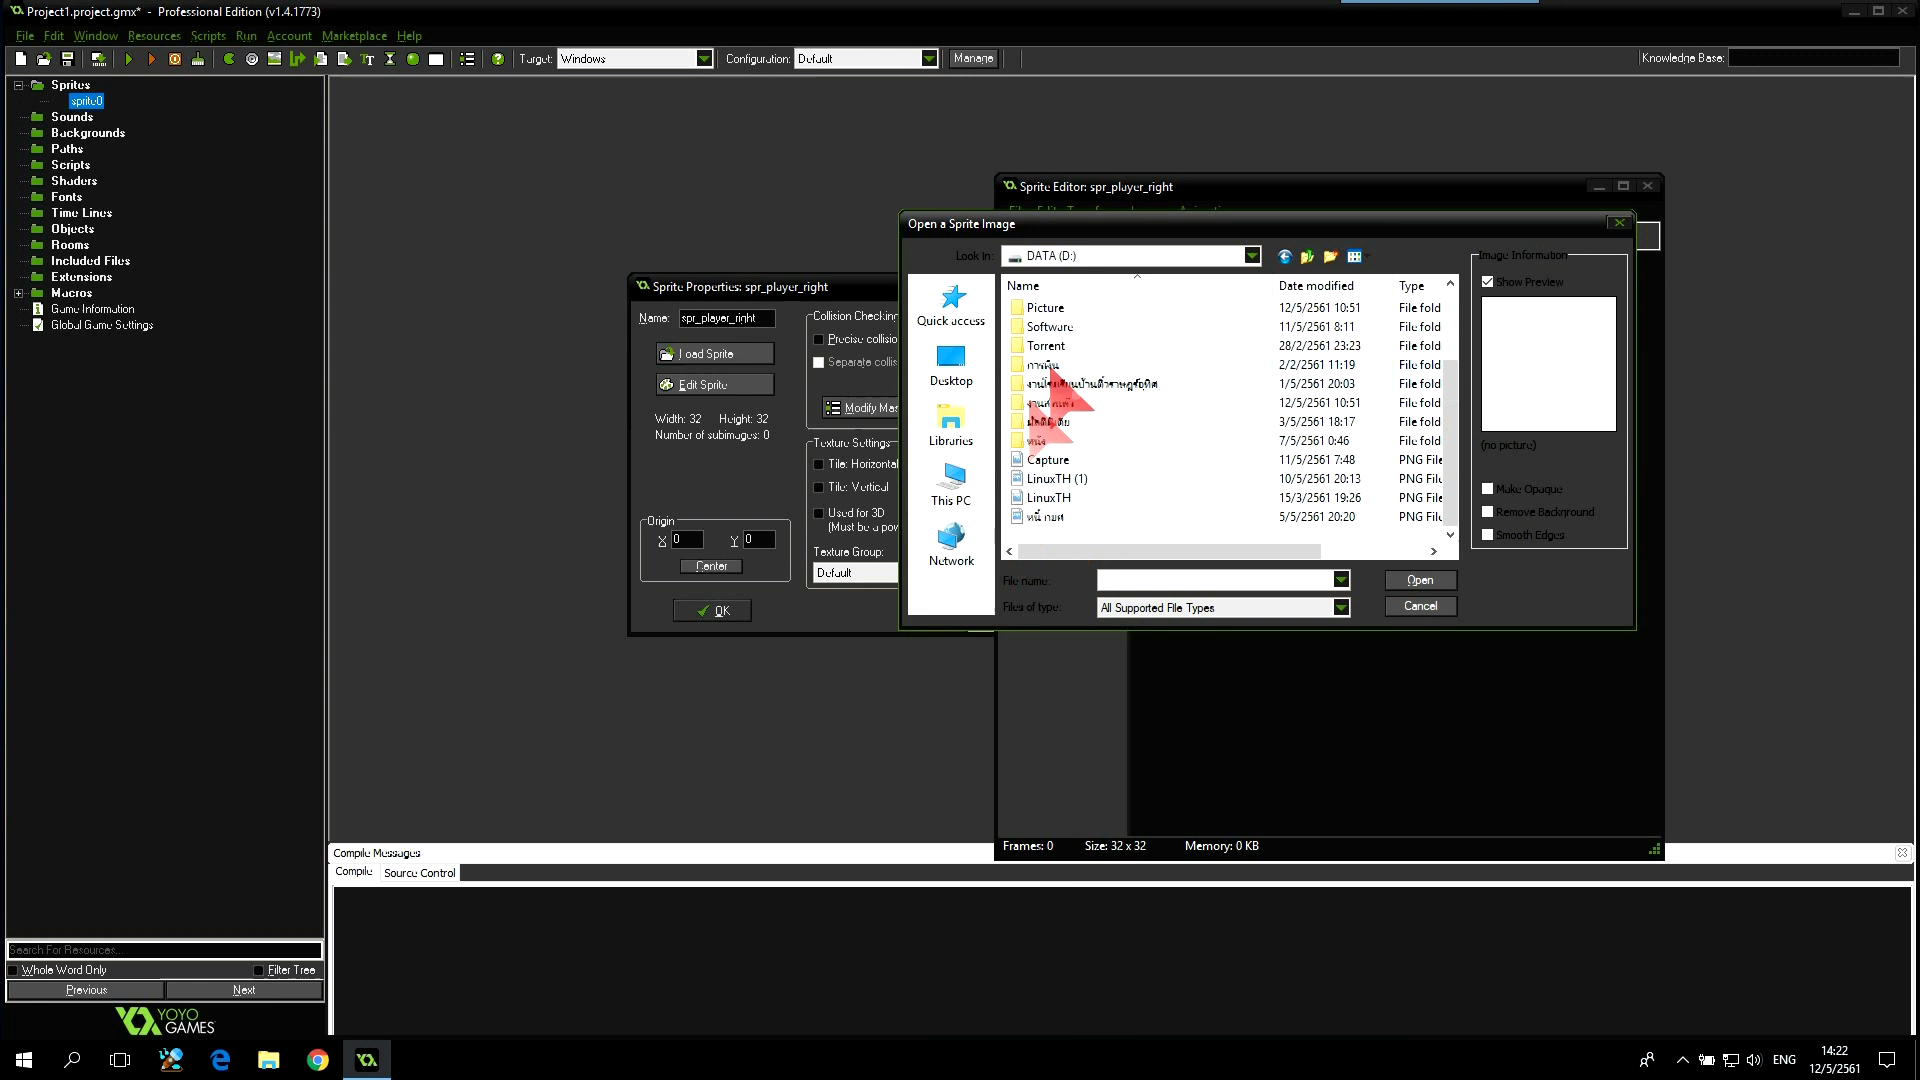 Project1.project.gmx* - Professional Edition (v1.4.1773)
File Edit Window Resources Scripts Run Account Marketplace Help
Target: Windows Configuration: Default Manage Knowledge Base:
Sprites
sprite0
Sounds
Backgrounds
Paths
Scripts
Shaders
Fonts
Time Lines
Objects
Rooms
Included Files
Extensions
Macros
Game Information
Global Game Settings
Search For Resources...
Whole Word Only Filter Tree
Previous Next
YOYO
GAMES
Sprite Properties: spr_player_right
Name: spr_player_right
Load Sprite
Edit Sprite
Width: 32 Height: 32
Number of subimages: 0
Origin
X 0 Y 0
Center
OK
Collision Checking
Precise collisio
Separate collis
Modify Mas
Texture Settings
Tile: Horizontal
Tile: Vertical
Used for 3D
(Must be a pow
Texture Group:
Default
Sprite Editor: spr_player_right
Open a Sprite Image
Look in: DATA (D:)
Quick access
Desktop
Libraries
This PC
Network
Name Date modified Type
Picture 12/5/2561 10:51 File fold
Software 11/5/2561 8:11 File fold
Torrent 28/2/2561 23:23 File fold
2/2/2561 11:19 File fold
1/5/2561 20:03 File fold
12/5/2561 10:51 File fold
3/5/2561 18:17 File fold
หนัง 7/5/2561 0:46 File fold
Capture 11/5/2561 7:48 PNG File
LinuxTH (1) 10/5/2561 20:13 PNG File
LinuxTH 15/3/2561 19:26 PNG File
หนี้ กยศ 5/5/2561 20:20 PNG File
File name:
Open
Files of type: All Supported File Types
Cancel
Image Information
Show Preview
(no picture)
Make Opaque
Remove Background
Smooth Edges
Frames: 0 Size: 32 x 32 Memory: 0 KB
Compile Messages
Compile Source Control
ENG
14:22
12/5/2561